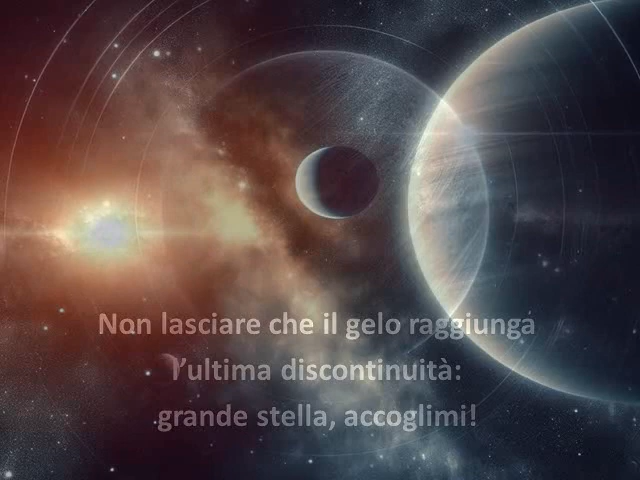 Non lasciare che il gelo raggiunga
l’ultima discontinuità:
grande stella, accoglimi!